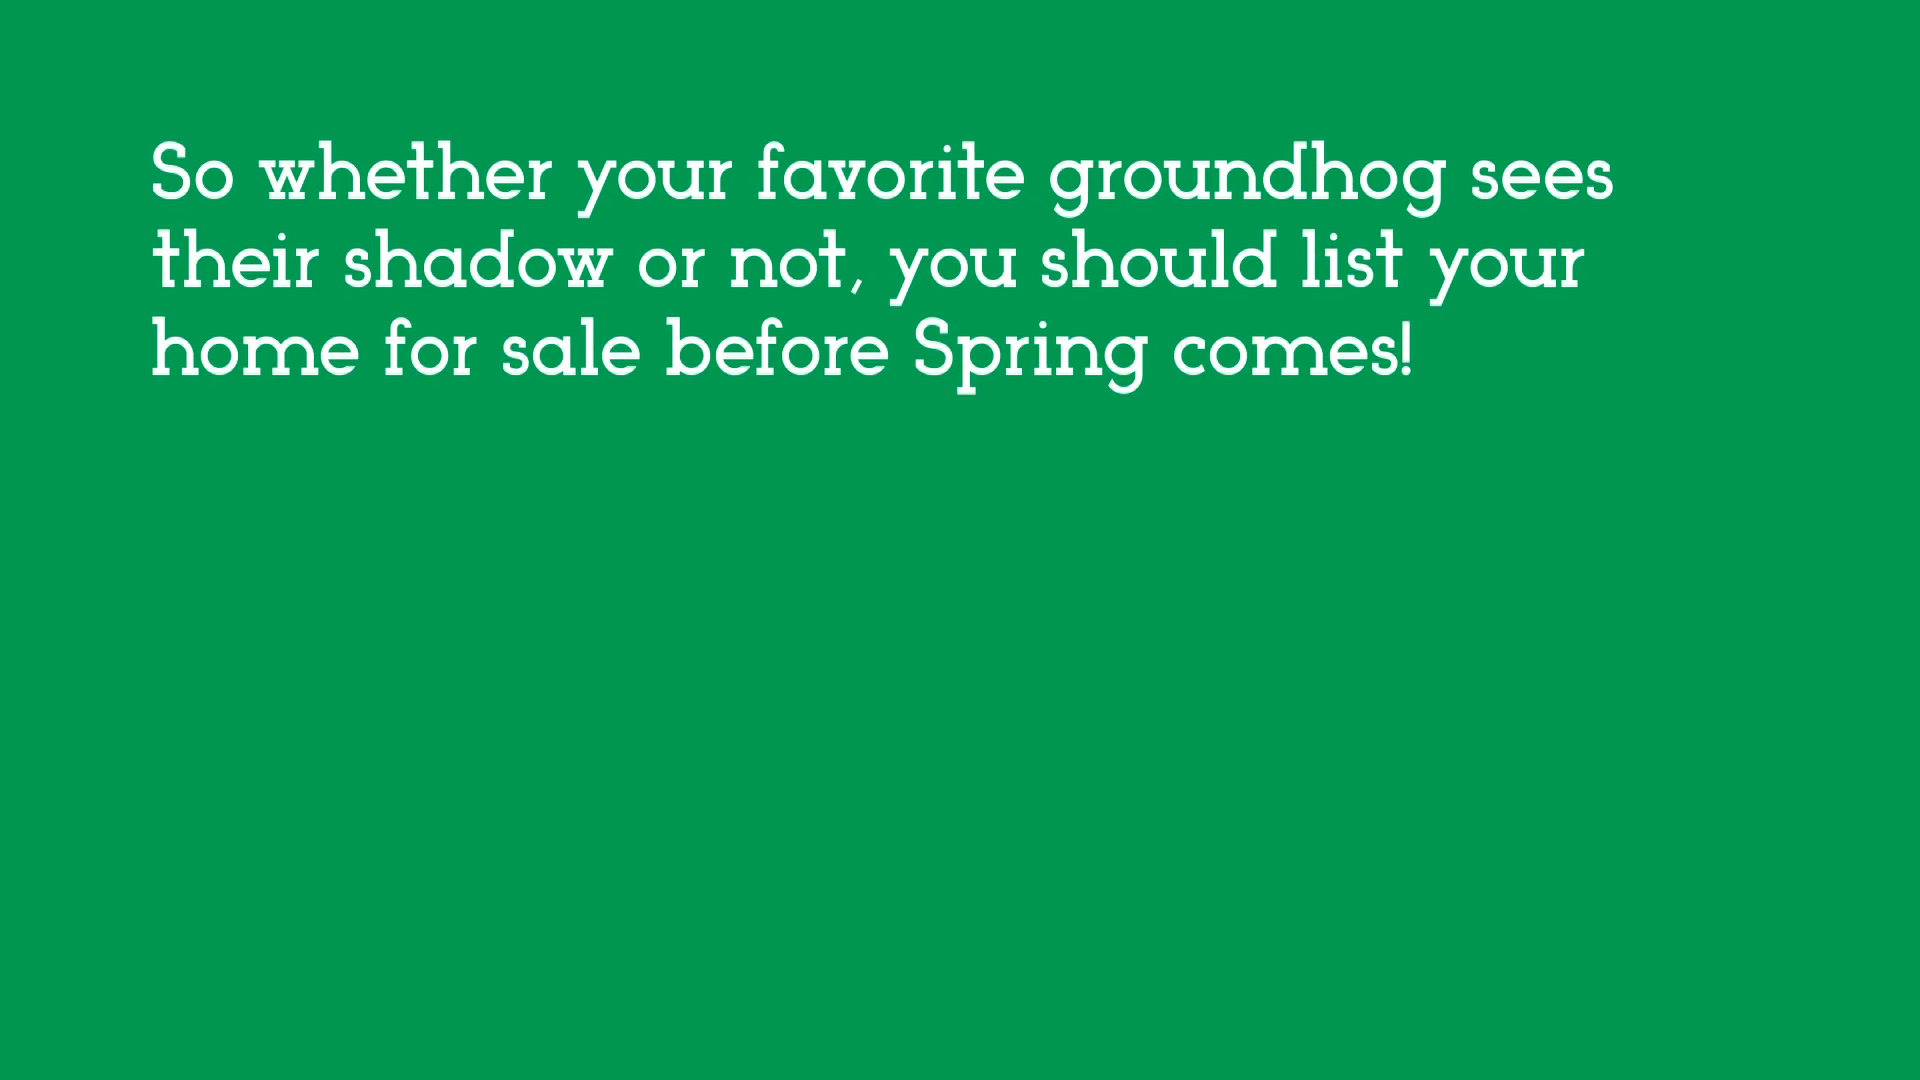 So whether your favorite groundhog sees
their shadow or not, you should list your
home for sale before Spring comes!